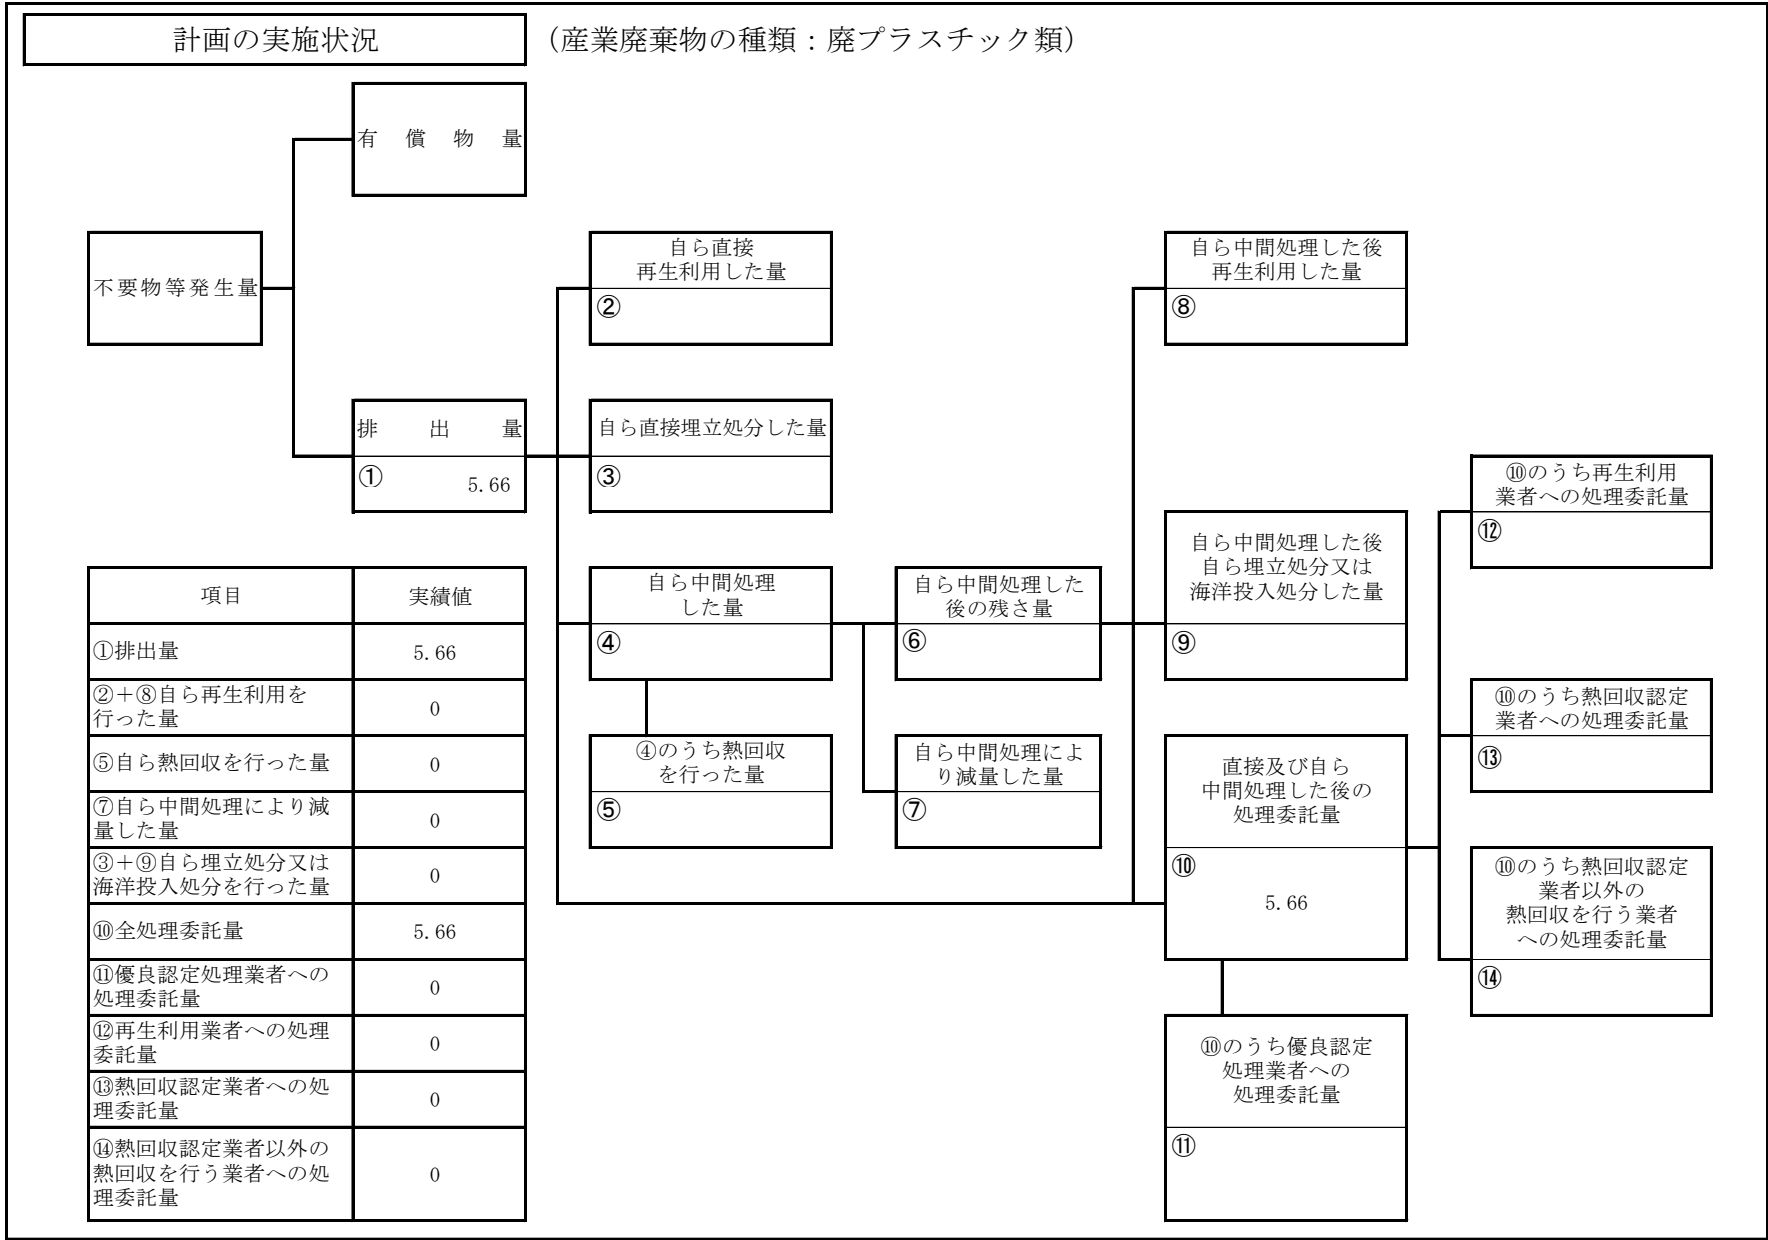 計画の実施状況
（産業廃棄物の種類：廃プラスチック類）
有償物量
不要物等発生量
排出量
①
5.66
自ら直接
再生利用した量
②
自ら直接埋立処分した量
③
自ら中間処理
した量
④
④のうち熱回収
を行った量
⑤
自ら中間処理した
後の残さ量
⑥
自ら中間処理によ
り減量した量
⑦
自ら中間処理した後
再生利用した量
⑧
自ら中間処理した後
自ら埋立処分又は
海洋投入処分した量
⑨
直接及び自ら
中間処理した後の
処理委託量
⑩
5.66
⑩のうち優良認定
処理業者への
処理委託量
⑪
⑩のうち再生利用
業者への処理委託量
⑫
⑩のうち熱回収認定
業者への処理委託量
⑬
⑩のうち熱回収認定
業者以外の
熱回収を行う業者
への処理委託量
⑭
項目 実績値
①排出量 5.66
②＋⑧自ら再生利用を
行った量 0
⑤自ら熱回収を行った量 0
⑦自ら中間処理により減
量した量 0
③＋⑨自ら埋立処分又は
海洋投入処分を行った量 0
⑩全処理委託量 5.66
⑪優良認定処理業者への
処理委託量 0
⑫再生利用業者への処理
委託量 0
⑬熱回収認定業者への処
理委託量 0
⑭熱回収認定業者以外の
熱回収を行う業者への処 0
理委託量